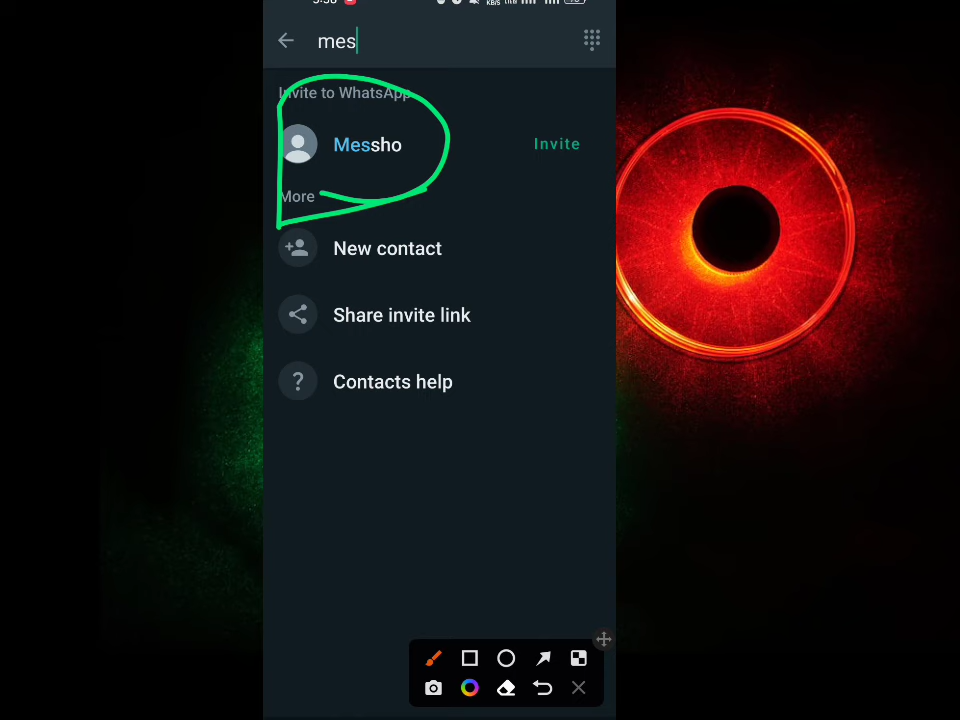 mes
Invite to WhatsApp
Messho
Invite
More
New contact
Share invite link
?
Contacts help